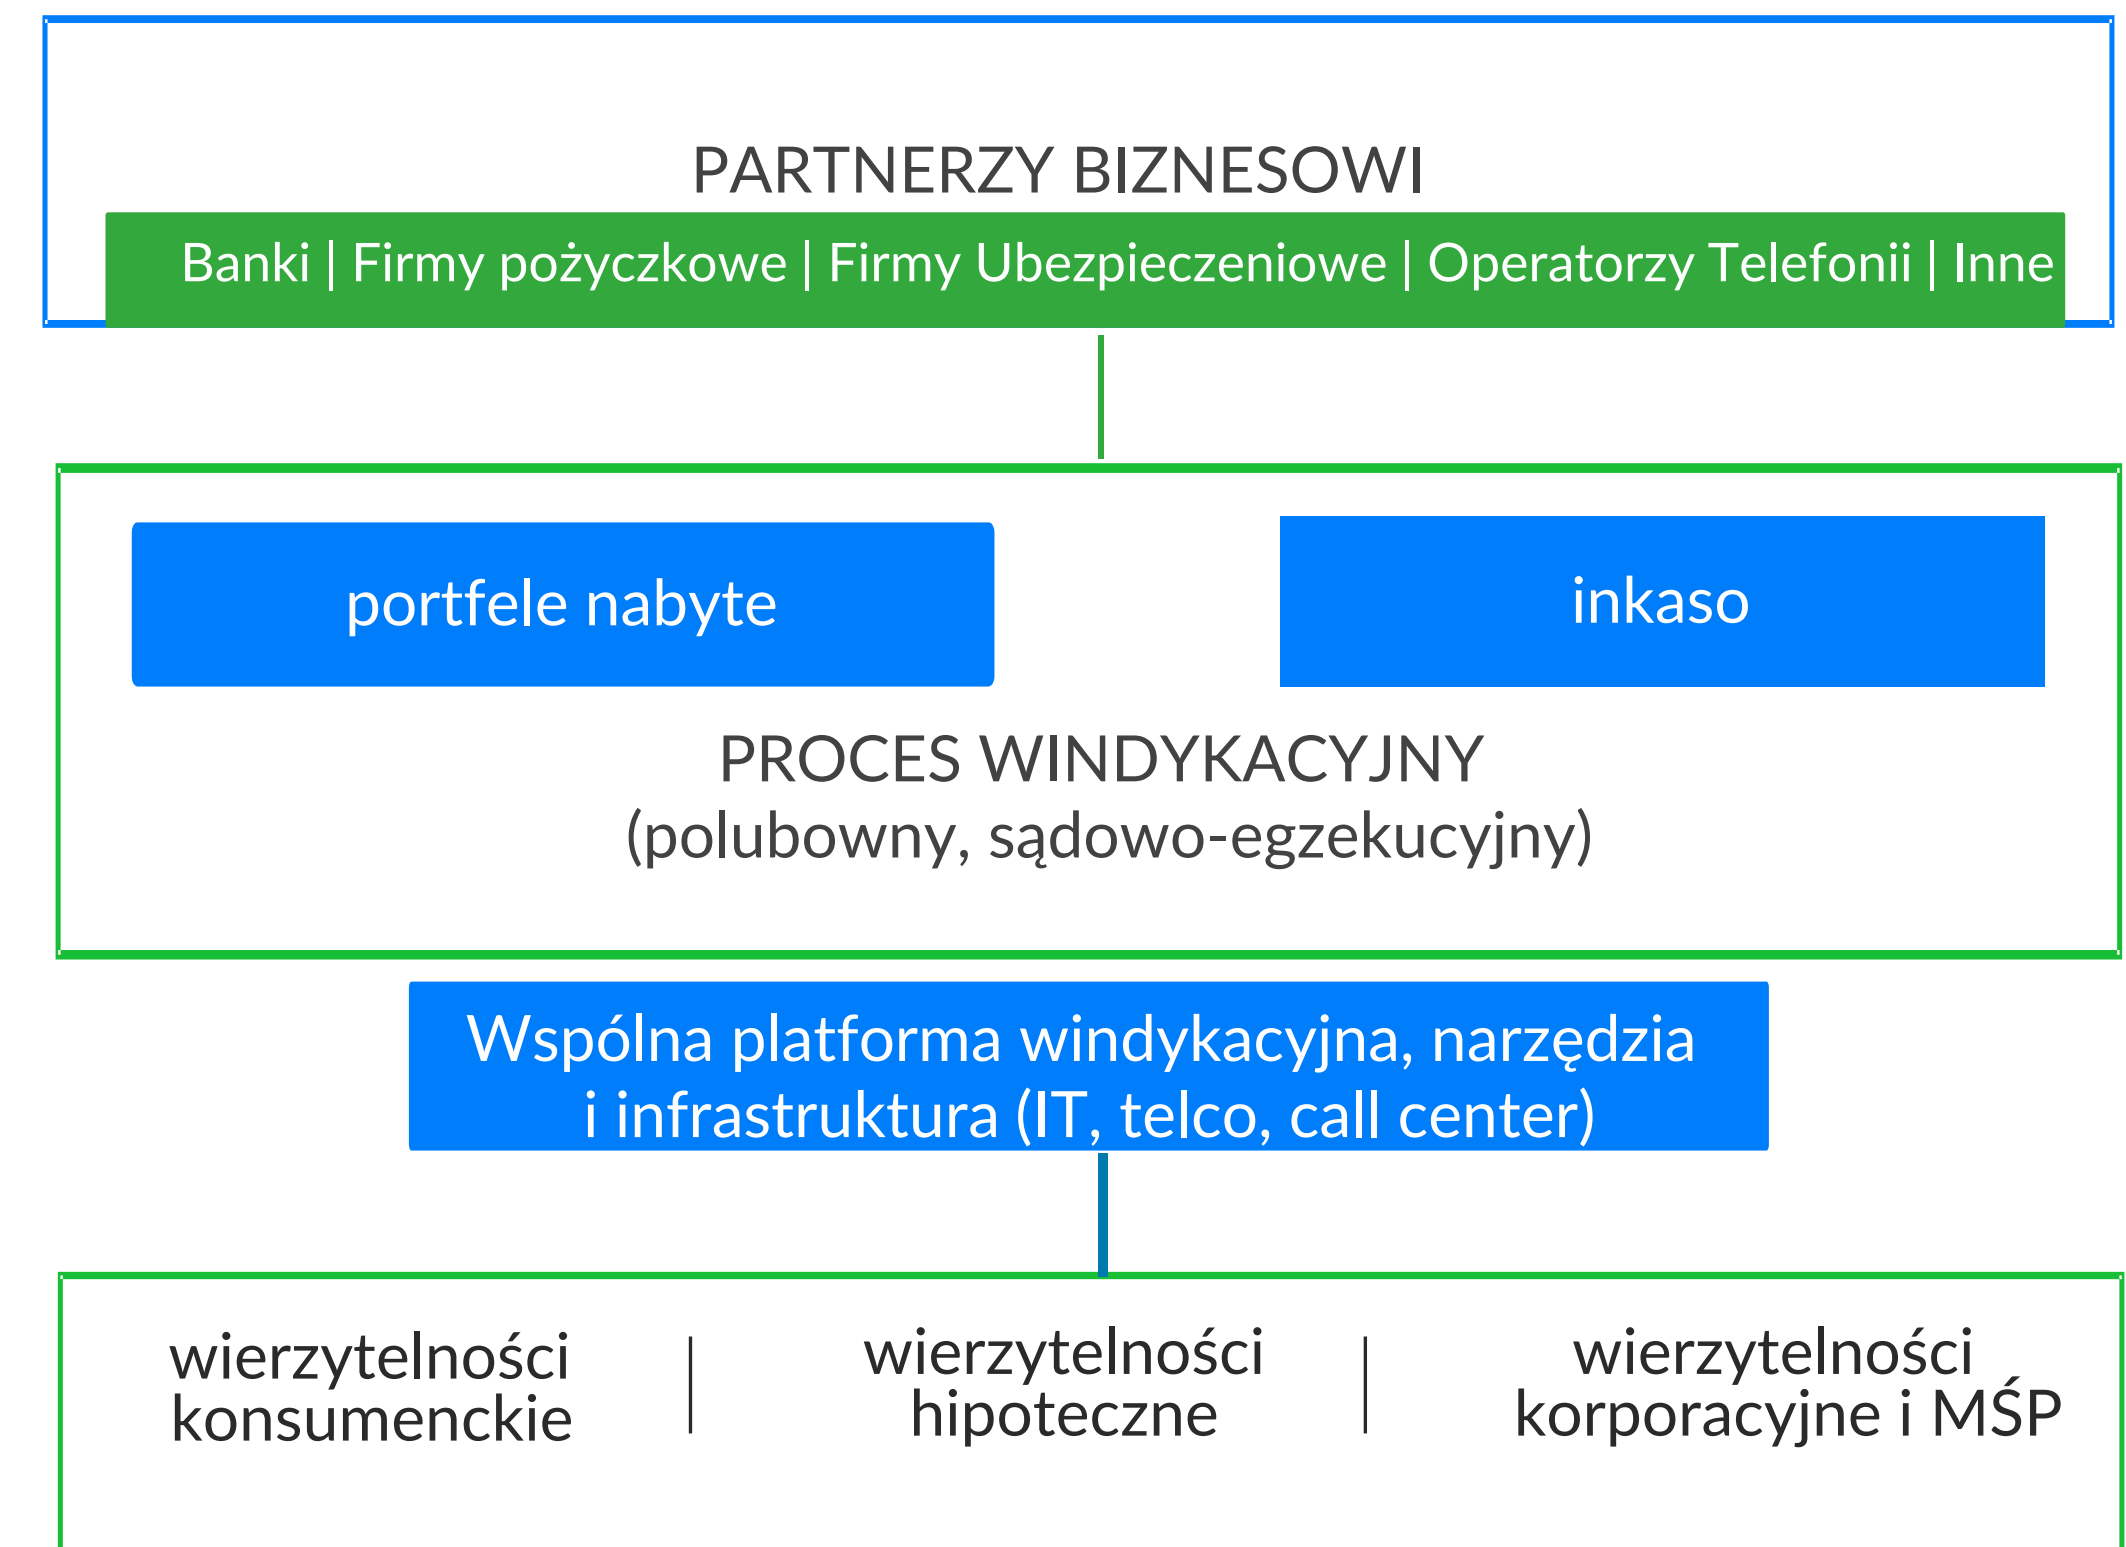 PARTNERZY BIZNESOWI
Banki | Firmy pożyczkowe | Firmy Ubezpieczeniowe | Operatorzy Telefonii | Inne
portfele nabyte
inkaso
PROCES WINDYKACYJNY
(polubowny, sądowo-egzekucyjny)
Wspólna platforma windykacyjna, narzędzia
i infrastruktura (IT, telco, call center)
wierzytelności
konsumenckie
wierzytelności
hipoteczne
wierzytelności
korporacyjne i MŚP